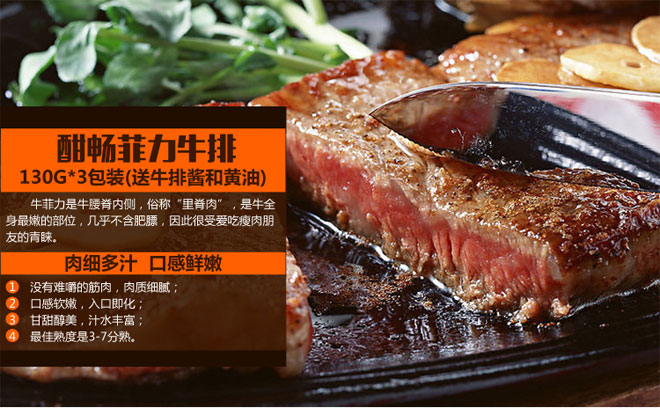 酣畅菲力牛排
130G*3包装(送牛排酱和黄油)
牛菲力是牛腰脊内侧，俗称“里脊肉”，是牛全
身最嫩的部位，几乎不含肥膘，因此很受爱吃瘦肉朋
友的青睐。
肉细多汁 口感鲜嫩
1 没有难嚼的筋肉，肉质细腻；
2 口感软嫩，入口即化；
3 甘甜醇美，汁水丰富；
4 最佳熟度是3-7分熟。